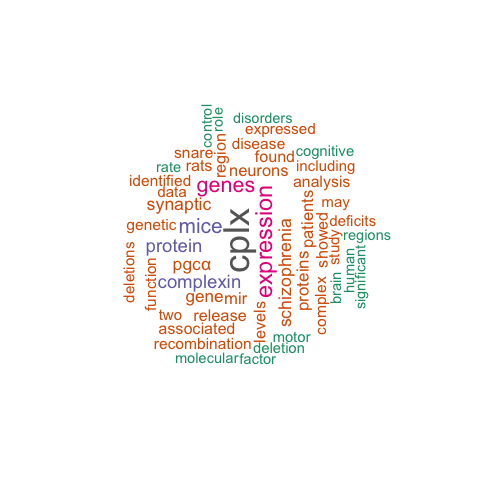 control
role
disorders
expressed
region
disease
snare
found
cognitive
rate
rats
neurons
including
identified
genes
analysis
data
synaptic
patients
may
genetic
mice
cplx
expression
schizophrenia
showed
deficits
study
regions
protein
deletions
function
pgcα
complexin
proteins
brain
human
significant
gene
mir
levels
complex
two
release
associated
motor
recombination
deletion
molecular
factor